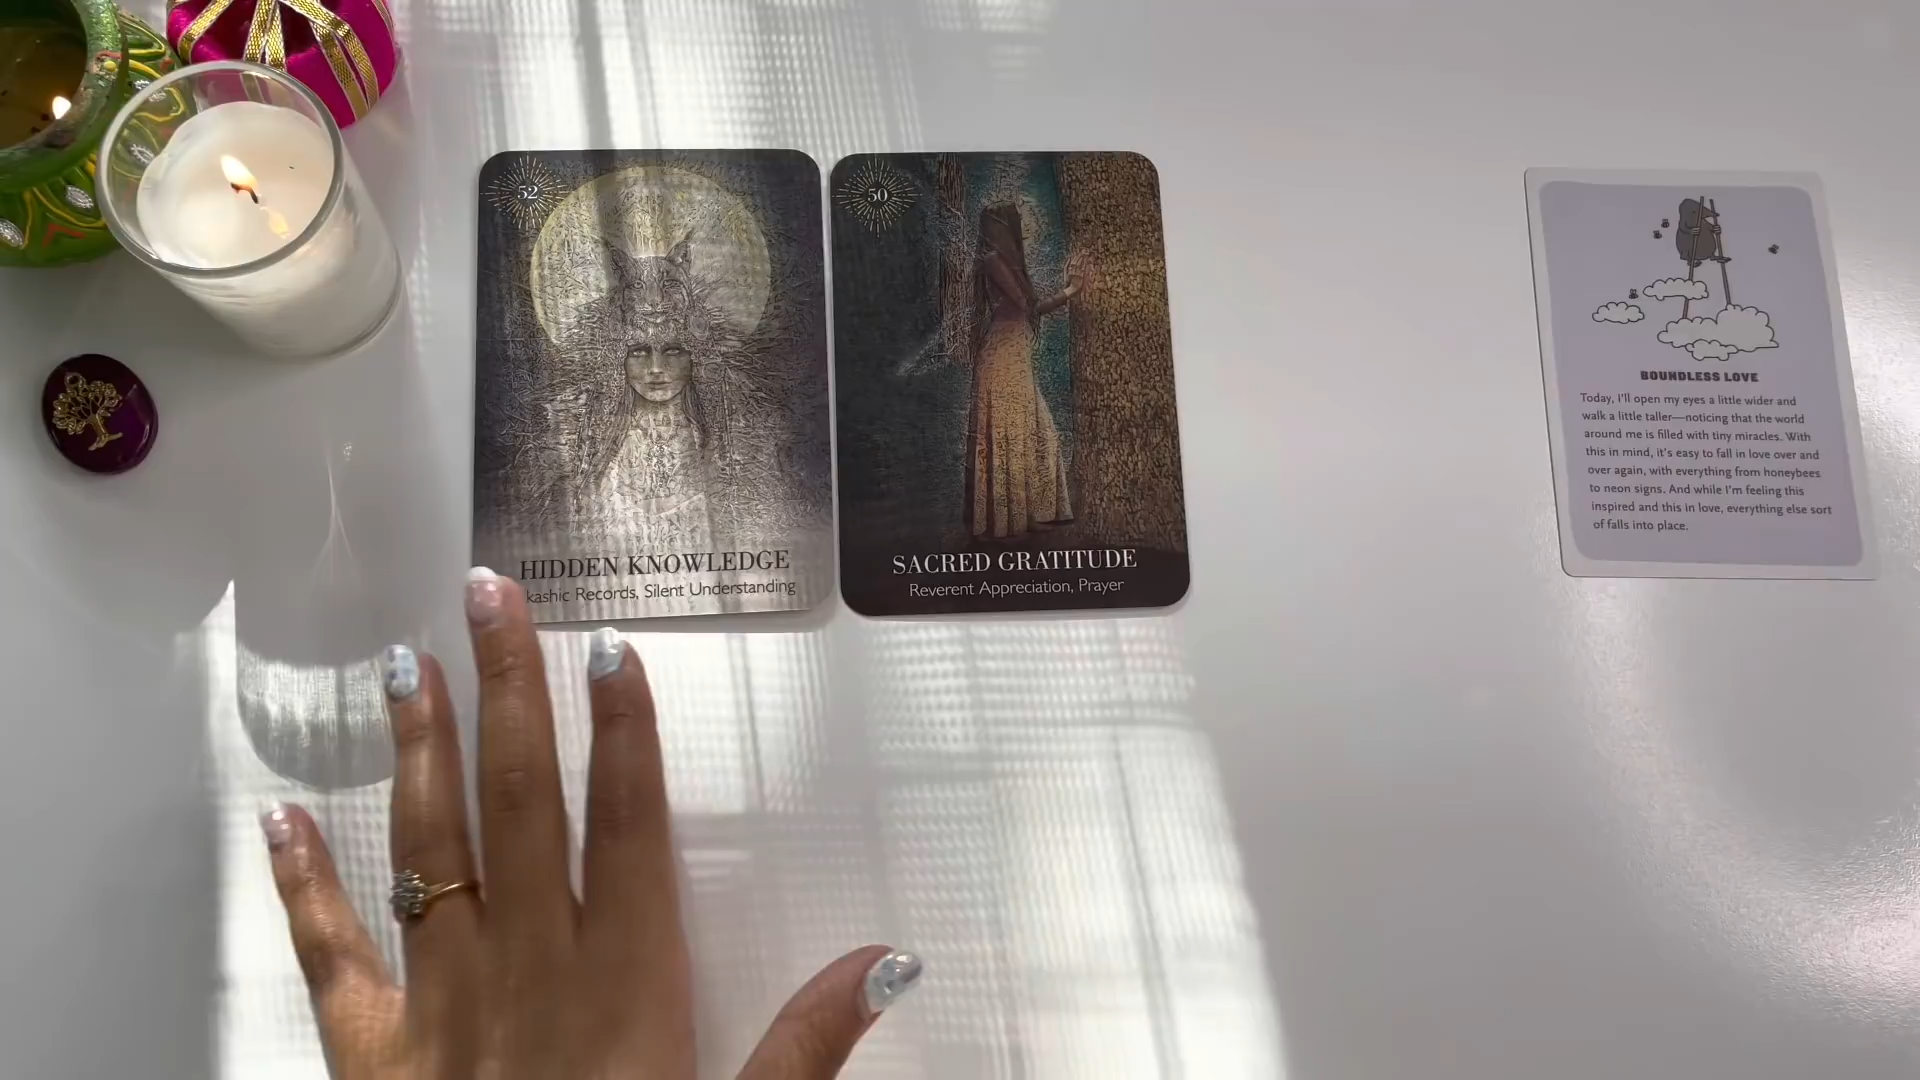 52
HIDDEN KNOWLEDGE
kashic Records, Silent Understanding
50
SACRED GRATITUDE
Reverent Appreciation, Prayer
BOUNDLESS LOVE
Today, I'll open my eyes a little wider and
walk a little taller—noticing that the world
around me is filled with tiny miracles. With
this in mind, it's easy to fall in love over and
over again, with everything from honeybees
to neon signs. And while I'm feeling this
inspired and this in love, everything else sort
of falls into place.